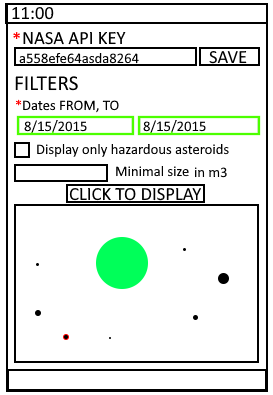 11:00
*NASA API KEY
a558efe64asda8264 SAVE
FILTERS
*Dates FROM, TO
8/15/2015 8/15/2015
Display only hazardous asteroids
Minimal size in m3
CLICK TO DISPLAY